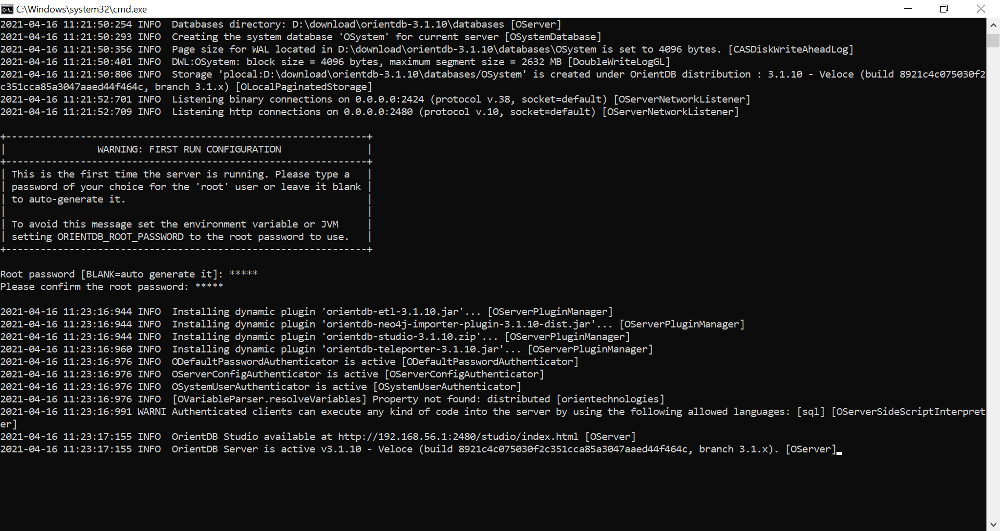 C:\Windows\system32\cmd.exe
2021-04-16 11:21:50:254 INFO  Databases directory: D:\download\orientdb-3.1.10\databases [OServer]
2021-04-16 11:21:50:293 INFO  Creating the system database 'OSystem' for current server [OSystemDatabase]
2021-04-16 11:21:50:356 INFO  Page size for WAL located in D:\download\orientdb-3.1.10\databases\OSystem is set to 4096 bytes. [CASDiskWriteAheadLog]
2021-04-16 11:21:50:401 INFO  DWL:OSystem: block size = 4096 bytes, maximum segment size = 2632 MB [DoubleWriteLogGL]
2021-04-16 11:21:50:806 INFO  Storage 'plocal:D:\download\orientdb-3.1.10\databases/OSystem' is created under OrientDB distribution : 3.1.10 - Veloce (build 8921c4c075030f2
c351cca85a3047aaed44f464c, branch 3.1.x) [OLocalPaginatedStorage]
2021-04-16 11:21:52:701 INFO  Listening binary connections on 0.0.0.0:2424 (protocol v.38, socket=default) [OServerNetworkListener]
2021-04-16 11:21:52:709 INFO  Listening http connections on 0.0.0.0:2480 (protocol v.10, socket=default) [OServerNetworkListener]
+---------------------------------------------------------------+
|                WARNING: FIRST RUN CONFIGURATION               |
+---------------------------------------------------------------+
| This is the first time the server is running. Please type a   |
| password of your choice for the 'root' user or leave it blank |
| to auto-generate it.                                          |
|                                                               |
| To avoid this message set the environment variable or JVM     |
| setting ORIENTDB_ROOT_PASSWORD to the root password to use.   |
+---------------------------------------------------------------+
Root password [BLANK=auto generate it]: *****
Please confirm the root password: *****
2021-04-16 11:23:16:944 INFO  Installing dynamic plugin 'orientdb-etl-3.1.10.jar'... [OServerPluginManager]
2021-04-16 11:23:16:944 INFO  Installing dynamic plugin 'orientdb-neo4j-importer-plugin-3.1.10-dist.jar'... [OServerPluginManager]
2021-04-16 11:23:16:944 INFO  Installing dynamic plugin 'orientdb-studio-3.1.10.zip'... [OServerPluginManager]
2021-04-16 11:23:16:960 INFO  Installing dynamic plugin 'orientdb-teleporter-3.1.10.jar'... [OServerPluginManager]
2021-04-16 11:23:16:976 INFO  ODefaultPasswordAuthenticator is active [ODefaultPasswordAuthenticator]
2021-04-16 11:23:16:976 INFO  OServerConfigAuthenticator is active [OServerConfigAuthenticator]
2021-04-16 11:23:16:976 INFO  OSystemUserAuthenticator is active [OSystemUserAuthenticator]
2021-04-16 11:23:16:976 INFO  [OVariableParser.resolveVariables] Property not found: distributed [orientechnologies]
2021-04-16 11:23:16:991 WARNI Authenticated clients can execute any kind of code into the server by using the following allowed languages: [sql] [OServerSideScriptInterpret
er]
2021-04-16 11:23:17:155 INFO  OrientDB Studio available at http://192.168.56.1:2480/studio/index.html [OServer]
2021-04-16 11:23:17:155 INFO  OrientDB Server is active v3.1.10 - Veloce (build 8921c4c075030f2c351cca85a3047aaed44f464c, branch 3.1.x). [OServer]